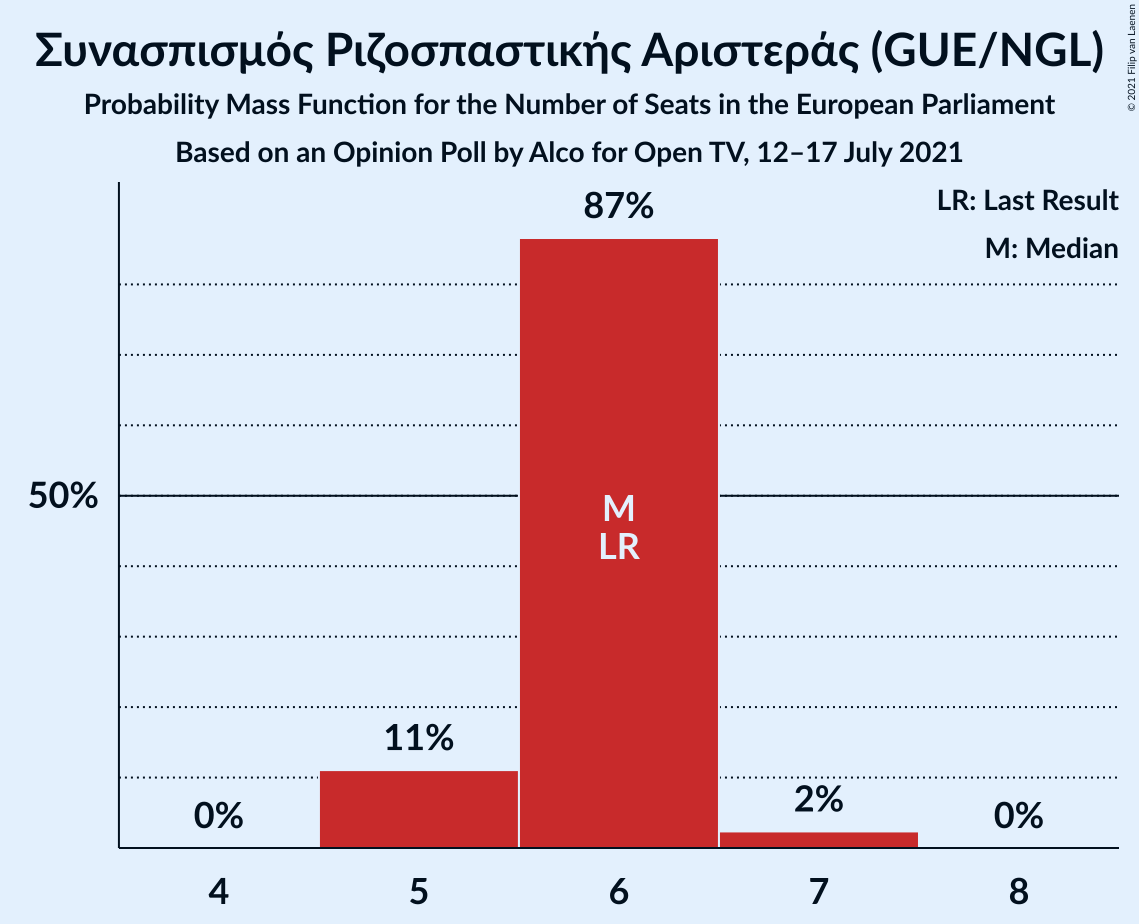 Συνασπισμός Ριζοσπαστικής Αριστεράς (GUE/NGL)
Probability Mass Function for the Number of Seats in the European Parliament
Based on an Opinion Poll by Alco for Open TV, 12–17 July 2021
© 2021 Filip van Laenen
LR: Last Result
M: Median
87%
50%
M
LR
11%
2%
0%
0%
4
5
6
7
8